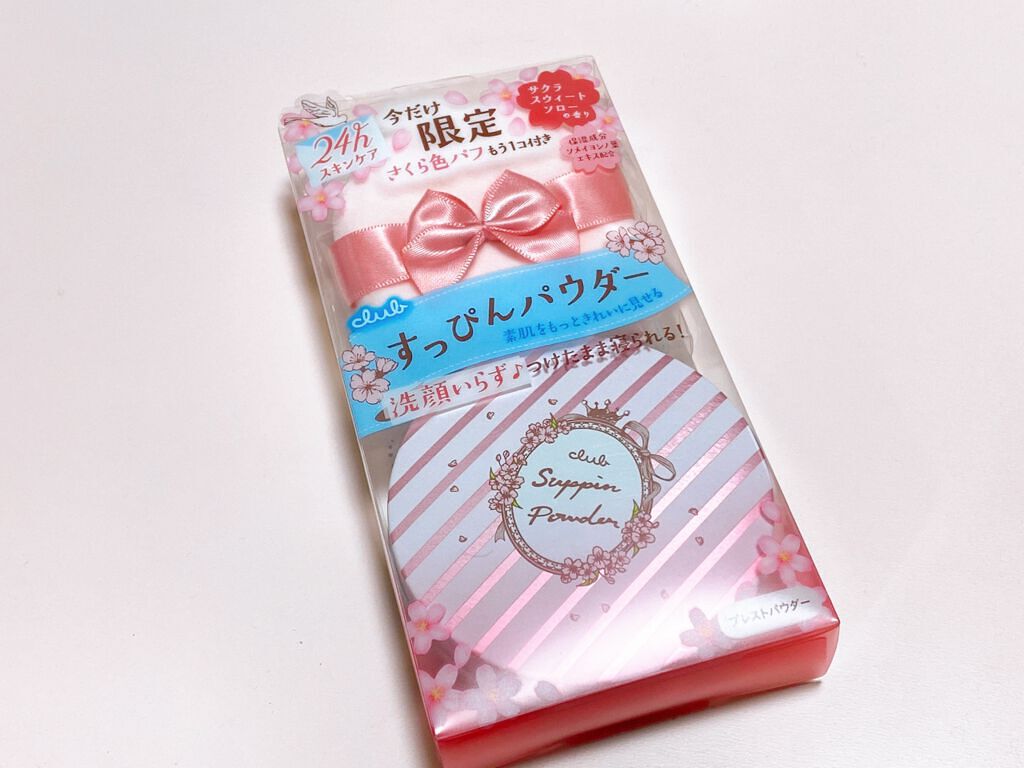 24h
スキンケア
今だけ
限定
さくら色パフもう1コ付き
サクラ
スウィート
ソローー
の香り
保湿成分
ソメイヨシノ葉
エキス配合
club
すっぴんパウダー
素肌をもっときれいに見せる
洗顔いらず♪つけたまま寝られる!
club
Suppin
Powder
プレストパウダー